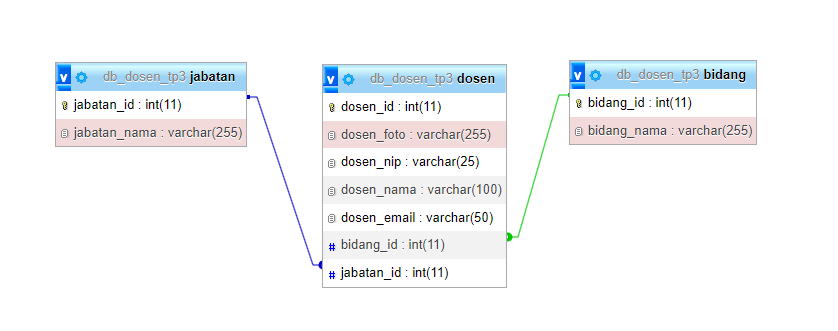 db_dosen_tp3 jabatan
jabatan_id : int(11)
jabatan_nama : varchar(255)
db_dosen_tp3 dosen
dosen_id : int(11)
dosen_foto : varchar(255)
dosen_nip : varchar(25)
dosen_nama : varchar(100)
dosen_email : varchar(50)
# bidang_id : int(11)
# jabatan_id : int(11)
db_dosen_tp3 bidang
bidang_id : int(11)
bidang_nama : varchar(255)